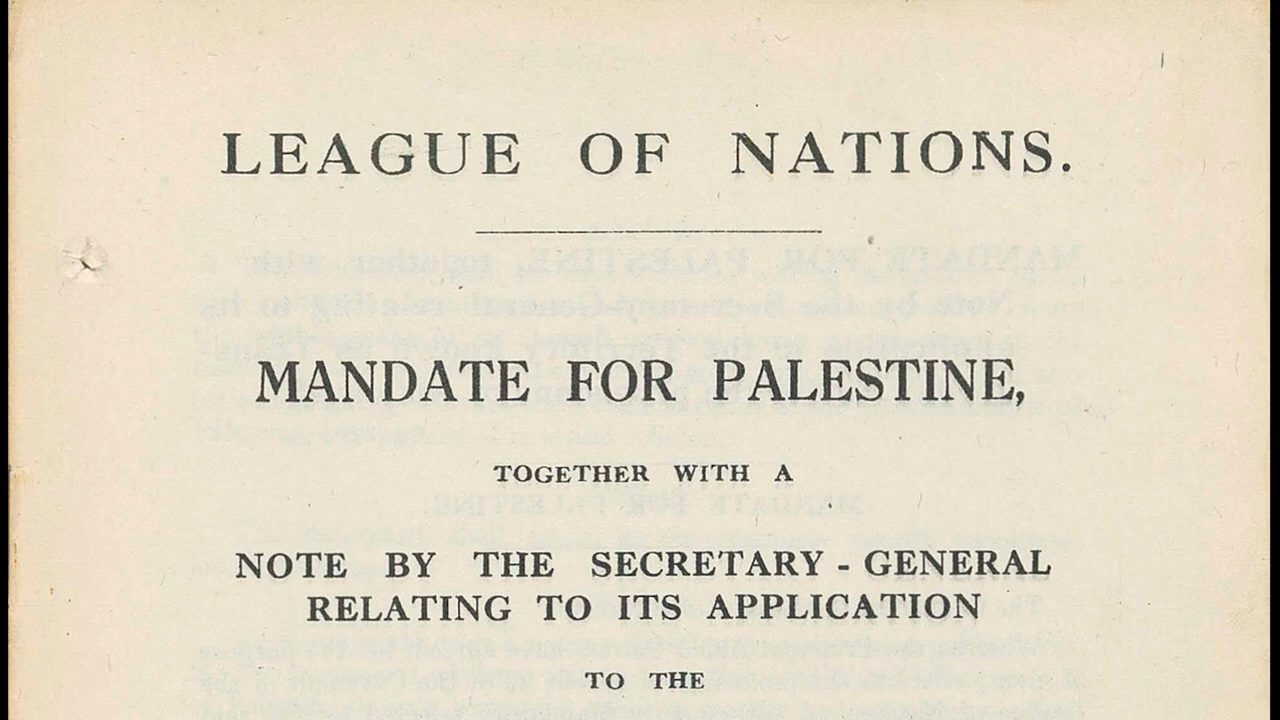 LEAGUE OF NATIONS.
MANDATE FOR PALESTINE,
TOGETHER WITH A
NOTE BY THE SECRETARY - GENERAL
RELATING TO ITS APPLICATION
TO THE